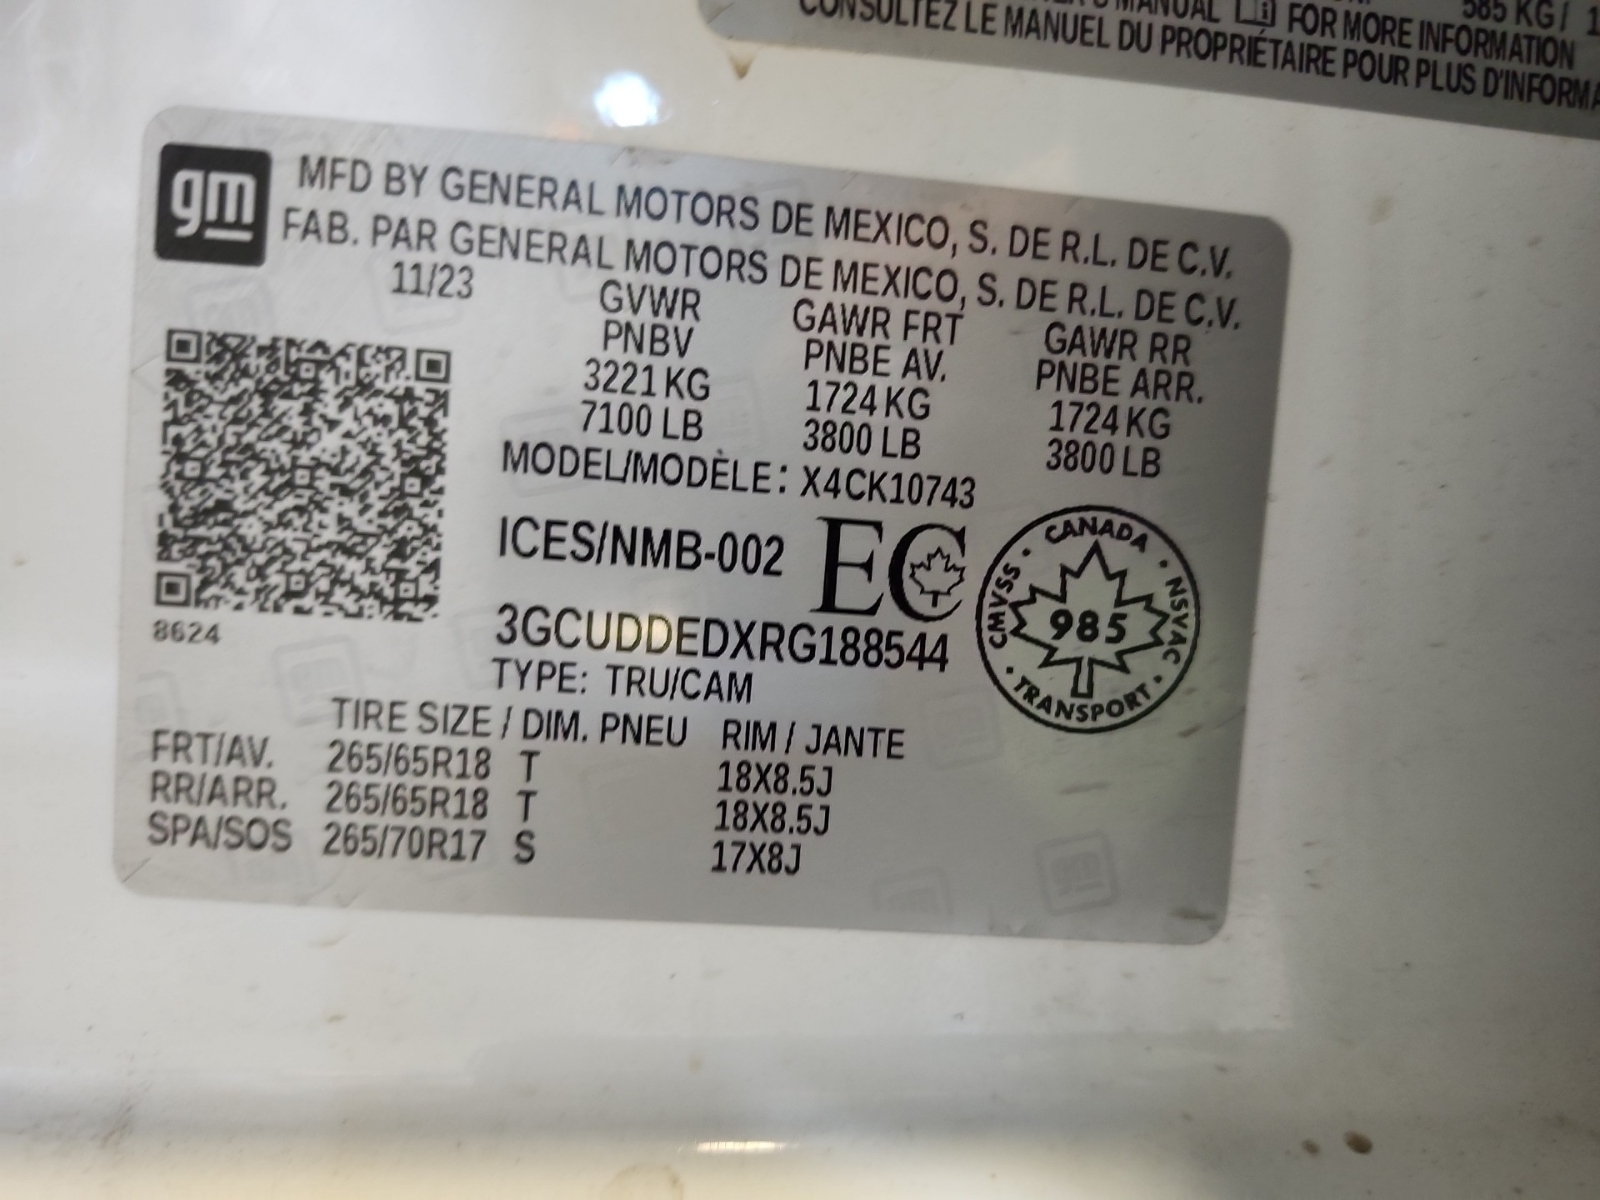 MANUAL FOR MORE INFORMATION
585 KG /
CONSULTEZ LE MANUEL DU PROPRIÉTAIRE POUR PLUS D'INFORMA
gm
MFD BY GENERAL MOTORS DE MEXICO, S. DE R.L. DE C.V.
FAB. PAR GENERAL MOTORS DE MEXICO, S. DE R.L. DE C.V.
11/23
GVWR GAWR FRT GAWR RR
PNBV PNBE AV. PNBE ARR.
3221 KG 1724 KG 1724 KG
7100 LB 3800 LB 3800 LB
MODEL/MODÈLE: X4CK10743
ICES/NMB-002 EC
CANADA
CMVSS 985 NSVAC
TRANSPORT
3GCUDDEDXRG188544
8624
TYPE: TRU/CAM
TIRE SIZE / DIM. PNEU RIM / JANTE
FRT/AV. 265/65R18 T 18X8.5J
RR/ARR. 265/65R18 T 18X8.5J
SPA/SOS 265/70R17 S 17X8J